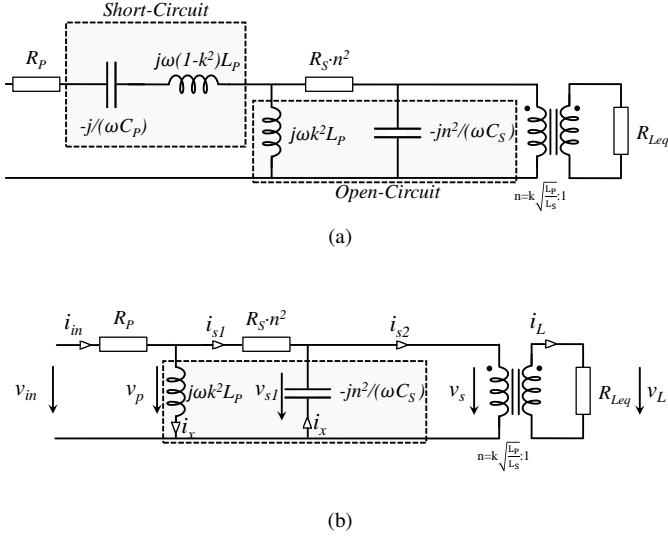 Short-Circuit
R_P
jω(1-k²)L_P
R_S·n²
-j/(ωC_P)
jωk²L_P
-jn²/(ωC_S)
R_Leq
Open-Circuit
n=k√(L_P/L_S):1
(a)
i_in
R_P
i_s1
R_S·n²
i_s2
i_L
v_in
v_p
jωk²L_P
v_s1
-jn²/(ωC_S)
v_s
R_Leq
v_L
i_x
i_x
n=k√(L_P/L_S):1
(b)